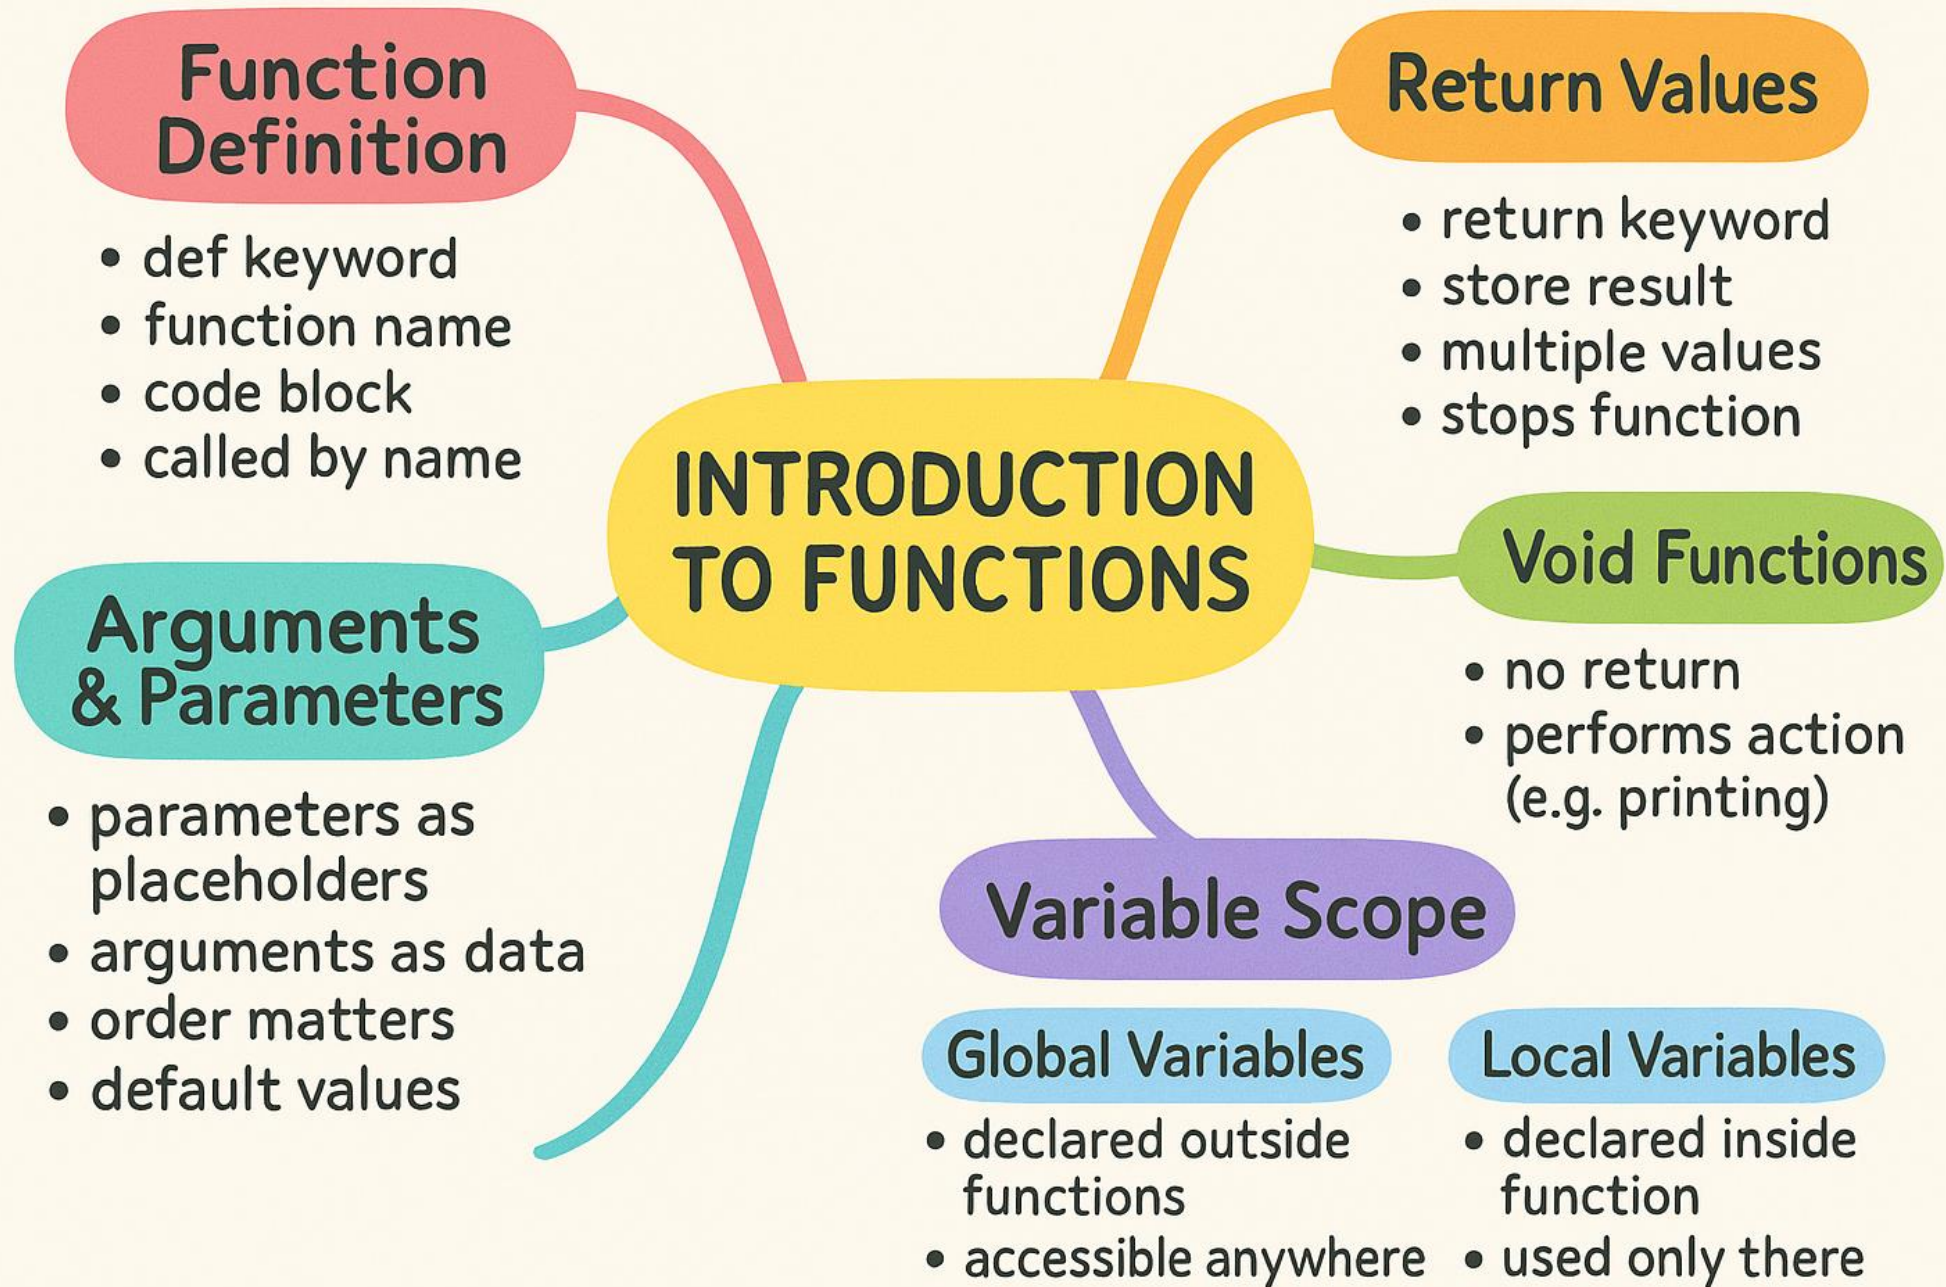 Function
Definition
• def keyword
• function name
• code block
• called by name
Arguments
& Parameters
• parameters as
placeholders
• arguments as data
• order matters
• default values
INTRODUCTION
TO FUNCTIONS
Return Values
• return keyword
• store result
• multiple values
• stops function
Void Functions
• no return
• performs action
(e.g. printing)
Variable Scope
Global Variables
• declared outside
functions
• accessible anywhere
Local Variables
• declared inside
function
• used only there